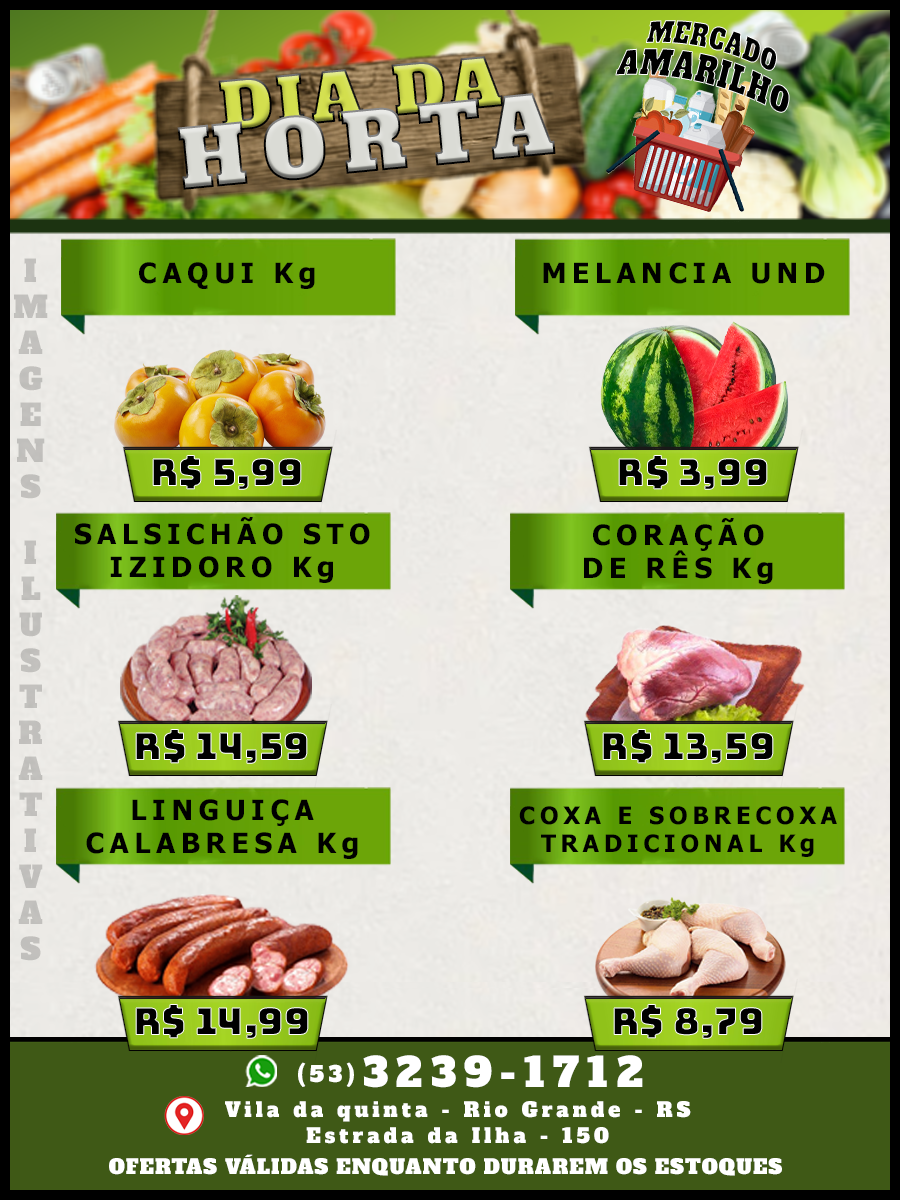 DIA DA
HORTA
MERCADO
AMARILHO
IMAGENS ILUSTRATIVAS
CAQUI Kg
R$ 5,99
MELANCIA UND
R$ 3,99
SALSICHÃO STO
IZIDORO Kg
R$ 14,59
CORAÇÃO
DE RÊS Kg
R$ 13,59
LINGUIÇA
CALABRESA Kg
R$ 14,99
COXA E SOBRECOXA
TRADICIONAL Kg
R$ 8,79
(53) 3239-1712
Vila da quinta - Rio Grande - RS
Estrada da Ilha - 150
OFERTAS VÁLIDAS ENQUANTO DURAREM OS ESTOQUES